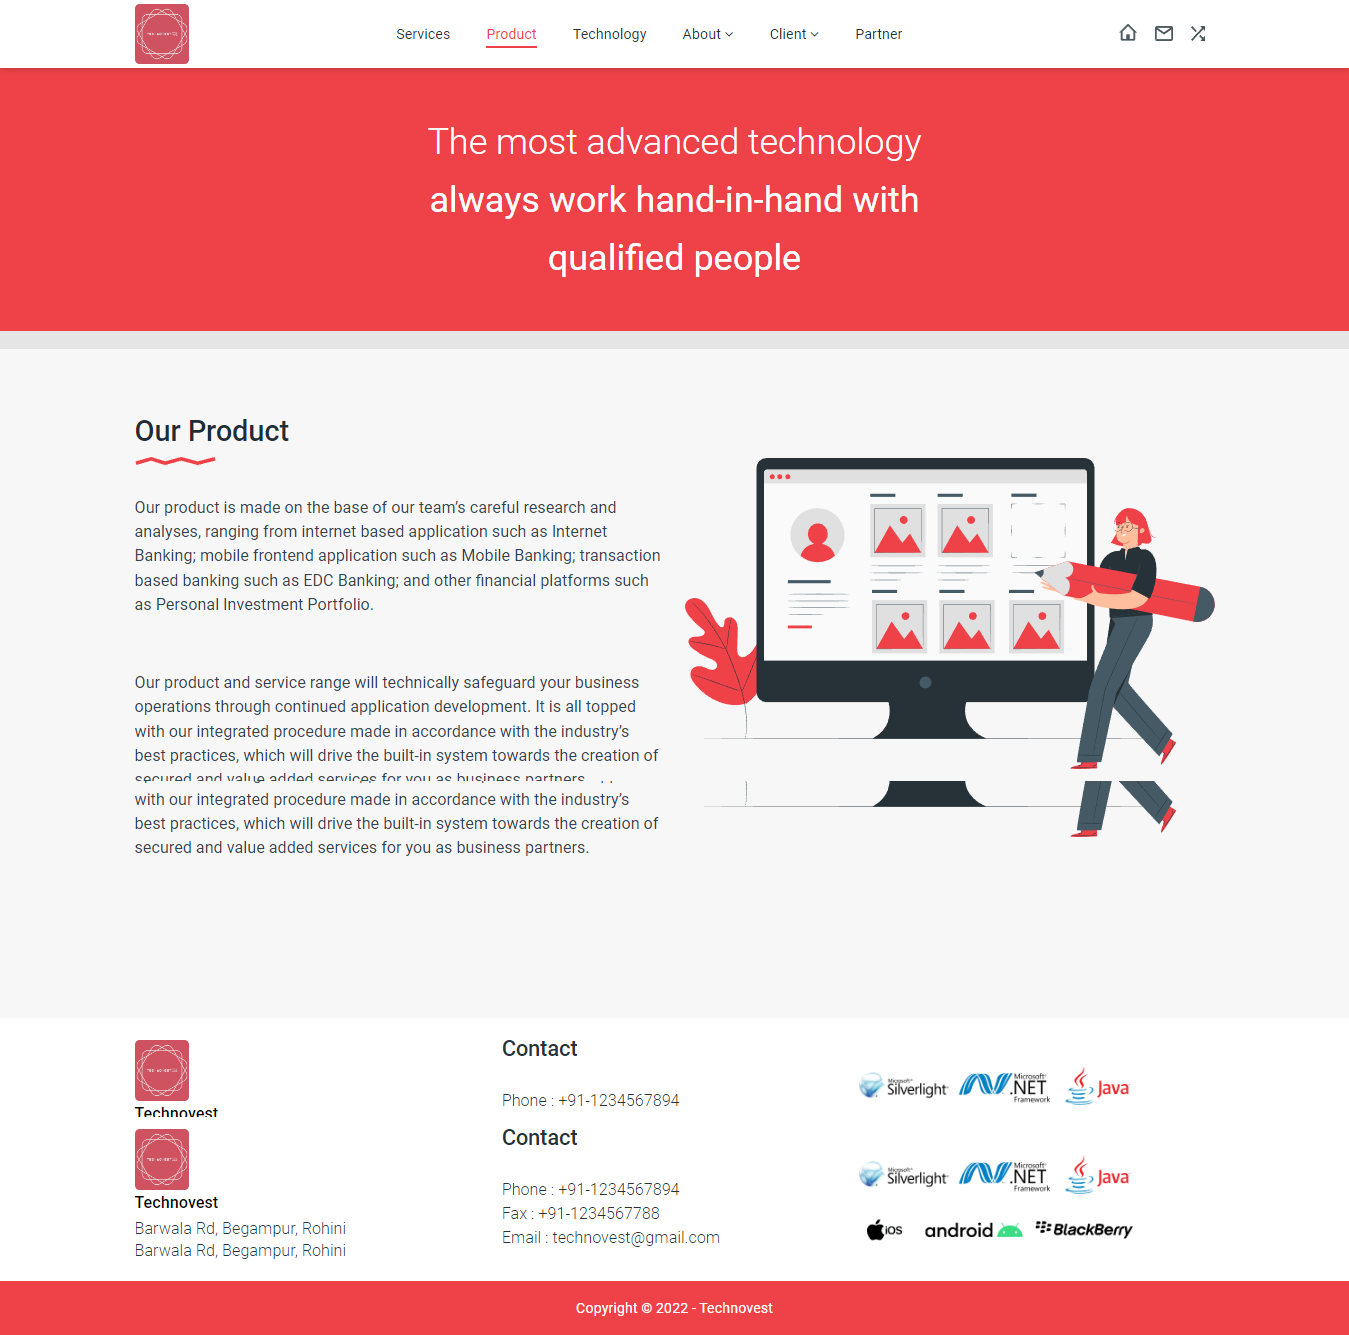 Services Product Technology About Client Partner
The most advanced technology
always work hand-in-hand with
qualified people
Our Product
Our product is made on the base of our team’s careful research and
analyses, ranging from internet based application such as Internet
Banking; mobile frontend application such as Mobile Banking; transaction
based banking such as EDC Banking; and other financial platforms such
as Personal Investment Portfolio.
Our product and service range will technically safeguard your business
operations through continued application development. It is all topped
with our integrated procedure made in accordance with the industry’s
best practices, which will drive the built-in system towards the creation of
secured and value added services for you as business partners.
with our integrated procedure made in accordance with the industry’s
best practices, which will drive the built-in system towards the creation of
secured and value added services for you as business partners.
Technovest
Contact
Phone : +91-1234567894
Microsoft®
Silverlight
Microsoft®
.NET
Framework
Java
Technovest
Barwala Rd, Begampur, Rohini
Barwala Rd, Begampur, Rohini
Contact
Phone : +91-1234567894
Fax : +91-1234567788
Email : technovest@gmail.com
Microsoft®
Silverlight
Microsoft®
.NET
Framework
Java
iOS
android
BlackBerry
Copyright © 2022 - Technovest